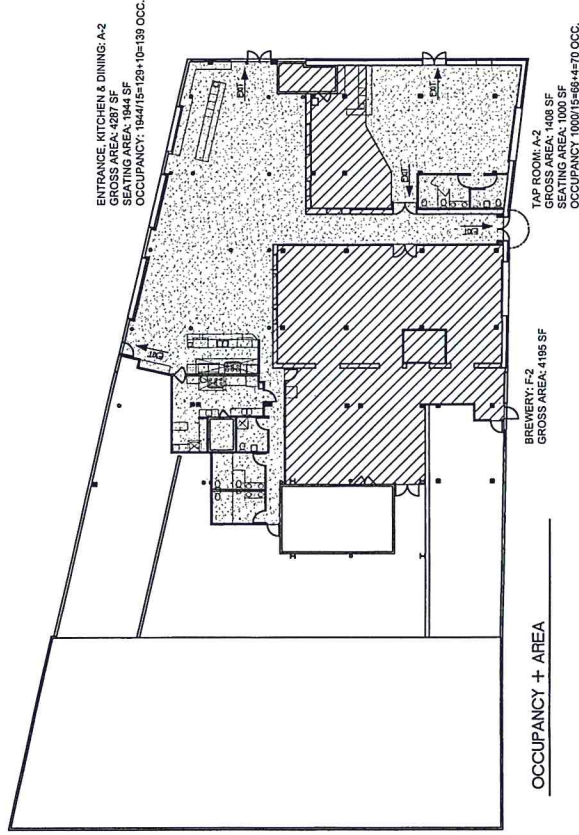 ENTRANCE, KITCHEN & DINING: A-2
GROSS AREA: 4287 SF
SEATING AREA: 1944 SF
OCCUPANCY: 1944/15=129+10=139 OCC.
EXIT
EXIT
EXIT
EXIT
EXIT
TAP ROOM: A-2
GROSS AREA: 1408 SF
SEATING AREA: 1000 SF
OCCUPANCY 1000/15=66+4=70 OCC.
BREWERY: F-2
GROSS AREA: 4195 SF
OCCUPANCY + AREA